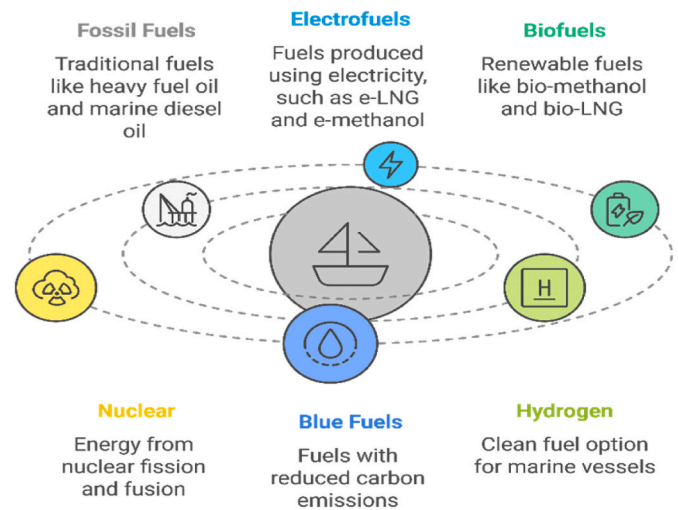 Fossil Fuels
Traditional fuels
like heavy fuel oil
and marine diesel
oil
Electrofuels
Fuels produced
using electricity,
such as e-LNG
and e-methanol
Biofuels
Renewable fuels
like bio-methanol
and bio-LNG
H
Nuclear
Energy from
nuclear fission
and fusion
Blue Fuels
Fuels with
reduced carbon
emissions
Hydrogen
Clean fuel option
for marine vessels